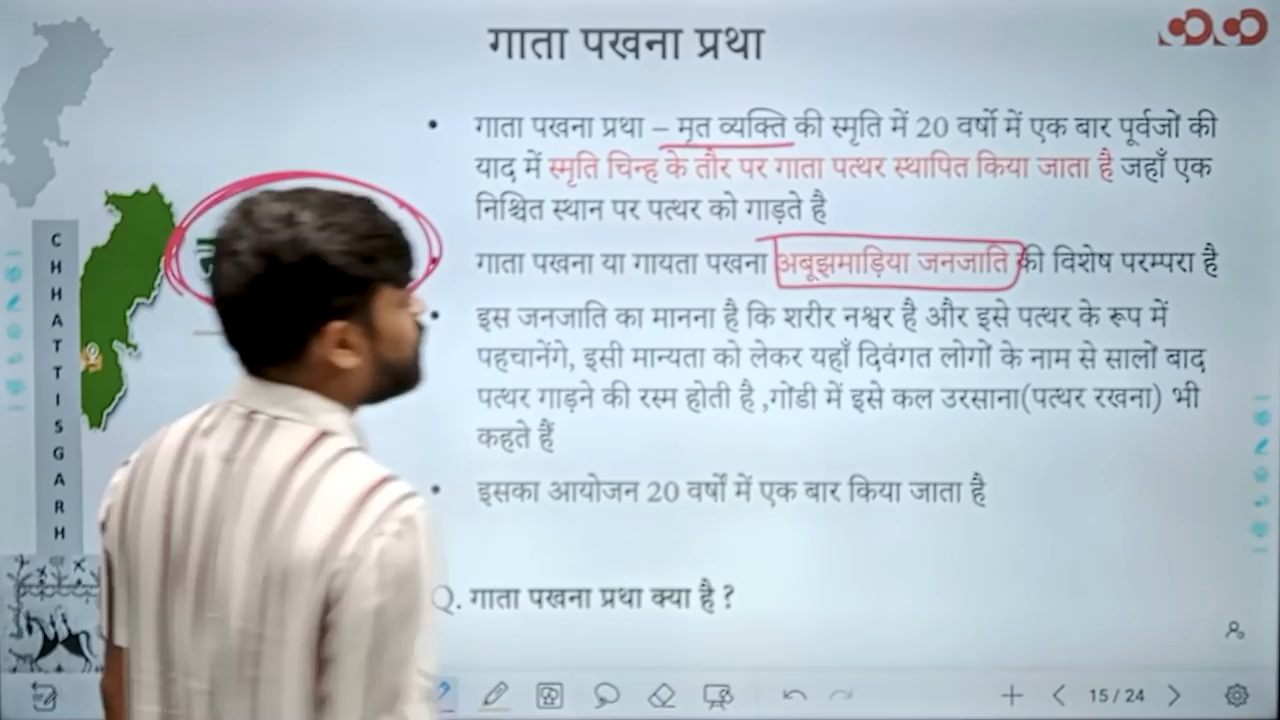 गाता पखना प्रथा
गाता पखना प्रथा – मृत व्यक्ति की स्मृति में 20 वर्षो में एक बार पूर्वजों की
याद में स्मृति चिन्ह के तौर पर गाता पत्थर स्थापित किया जाता है जहाँ एक
निश्चित स्थान पर पत्थर को गाड़ते है
गाता पखना या गायता पखना अबूझमाड़िया जनजाति की विशेष परम्परा है
इस जनजाति का मानना है कि शरीर नश्वर है और इसे पत्थर के रूप में
पहचानेंगे, इसी मान्यता को लेकर यहाँ दिवंगत लोगों के नाम से सालों बाद
पत्थर गाड़ने की रस्म होती है ,गोंडी में इसे कल उरसाना(पत्थर रखना) भी
कहते हैं
इसका आयोजन 20 वर्षों में एक बार किया जाता है
Q. गाता पखना प्रथा क्या है ?
CHHATTISGARH
15 / 24